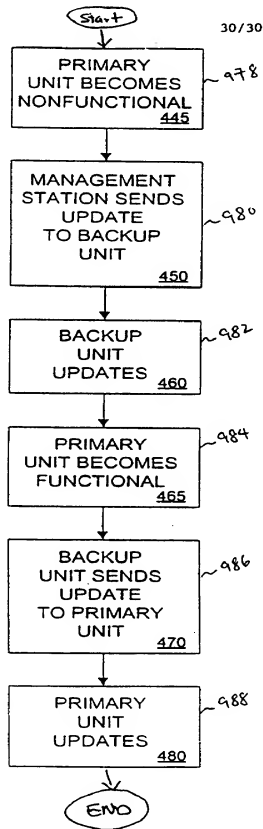 Start
30/30
PRIMARY
UNIT BECOMES
NONFUNCTIONAL
445
978
MANAGEMENT
STATION SENDS
UPDATE
TO BACKUP
UNIT
450
980
BACKUP
UNIT
UPDATES
460
982
PRIMARY
UNIT BECOMES
FUNCTIONAL
465
984
BACKUP
UNIT SENDS
UPDATE
TO PRIMARY
UNIT
470
986
PRIMARY
UNIT
UPDATES
480
988
END